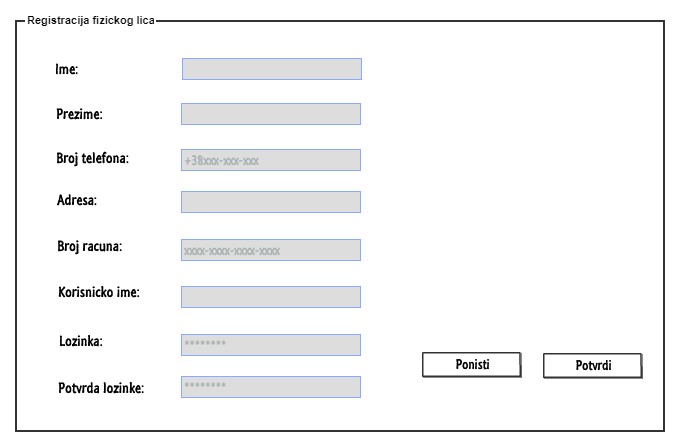 Registracija fizickog lica
Ime:
Prezime:
Broj telefona: +38xxx-xxx-xxx
Adresa:
Broj racuna: xxxx-xxxx-xxxx-xxxx
Korisnicko ime:
Lozinka: ********
Potvrda lozinke: ********
Ponisti Potvrdi